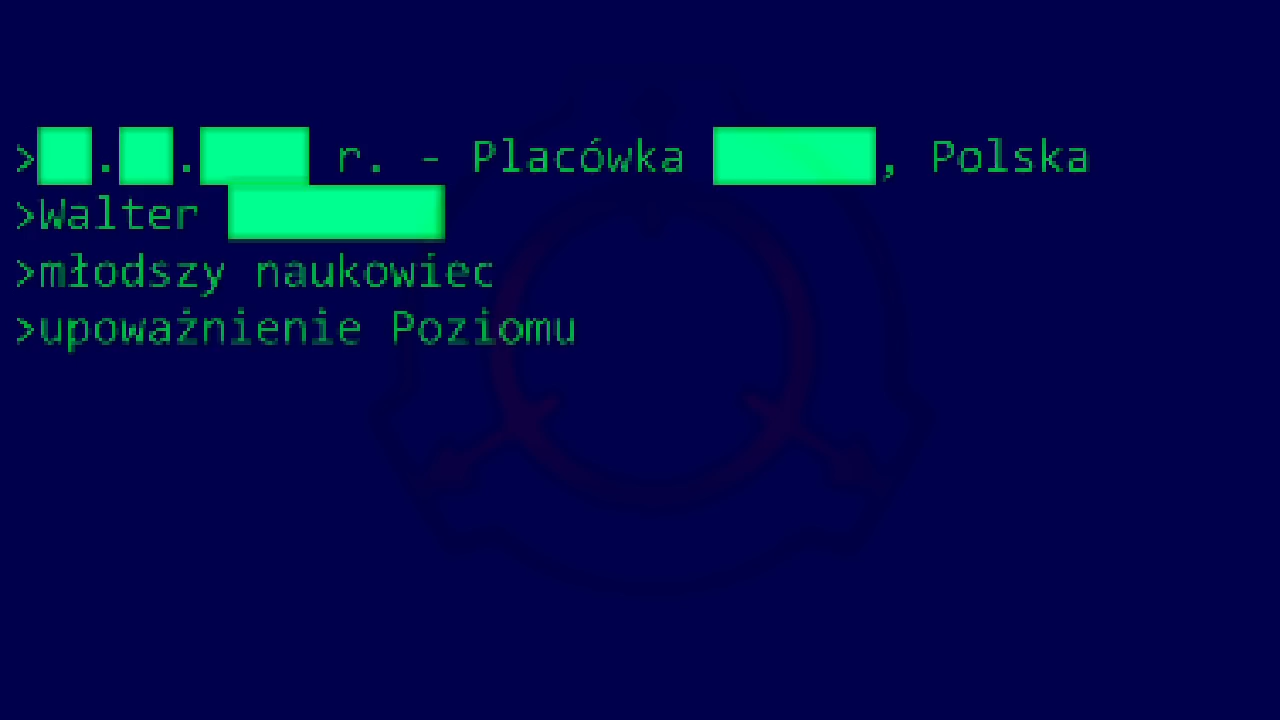 >██.██.████ r. - Placówka ██████, Polska
>Walter ████████
>młodszy naukowiec
>upoważnienie Poziomu